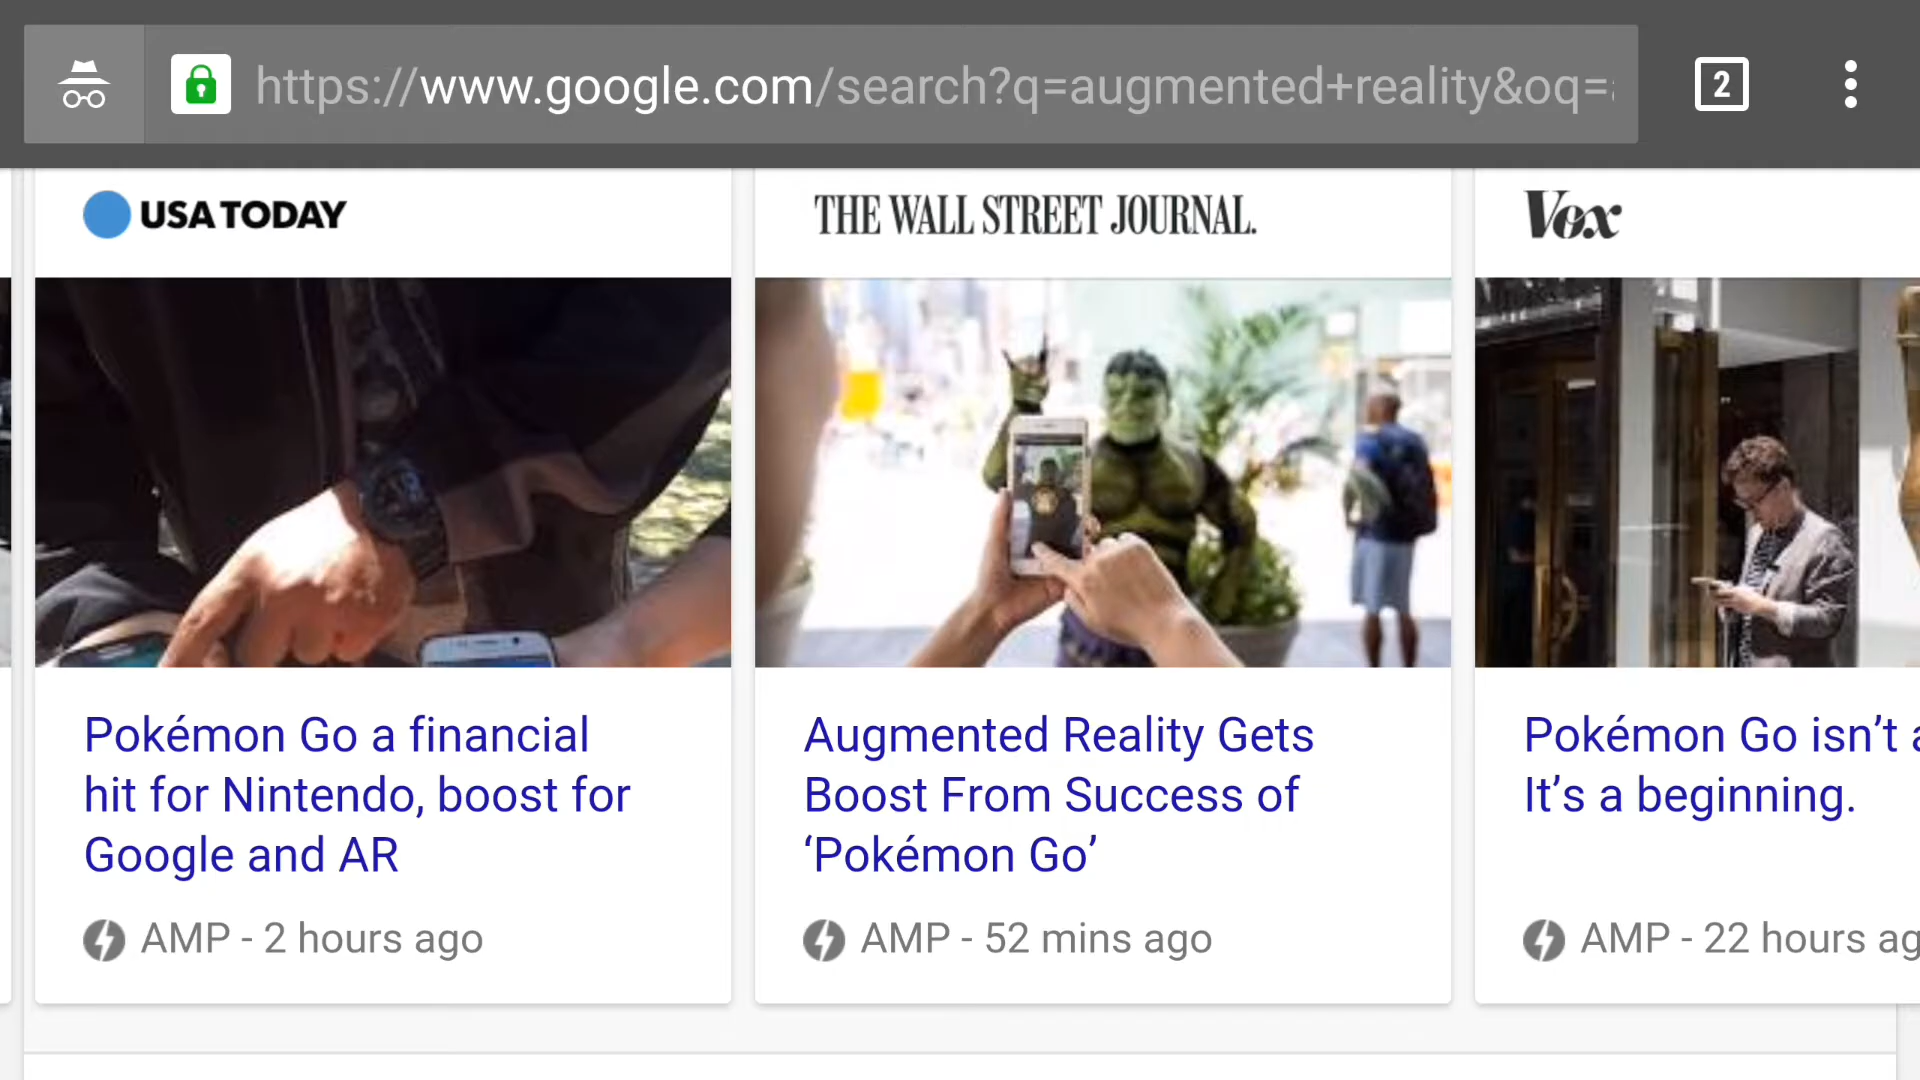 https://www.google.com/search?q=augmented+reality&oq=
2
USA TODAY
THE WALL STREET JOURNAL.
Vox
Pokémon Go a financial
hit for Nintendo, boost for
Google and AR
AMP - 2 hours ago
Augmented Reality Gets
Boost From Success of
‘Pokémon Go’
AMP - 52 mins ago
Pokémon Go isn’t
It’s a beginning.
AMP - 22 hours ag